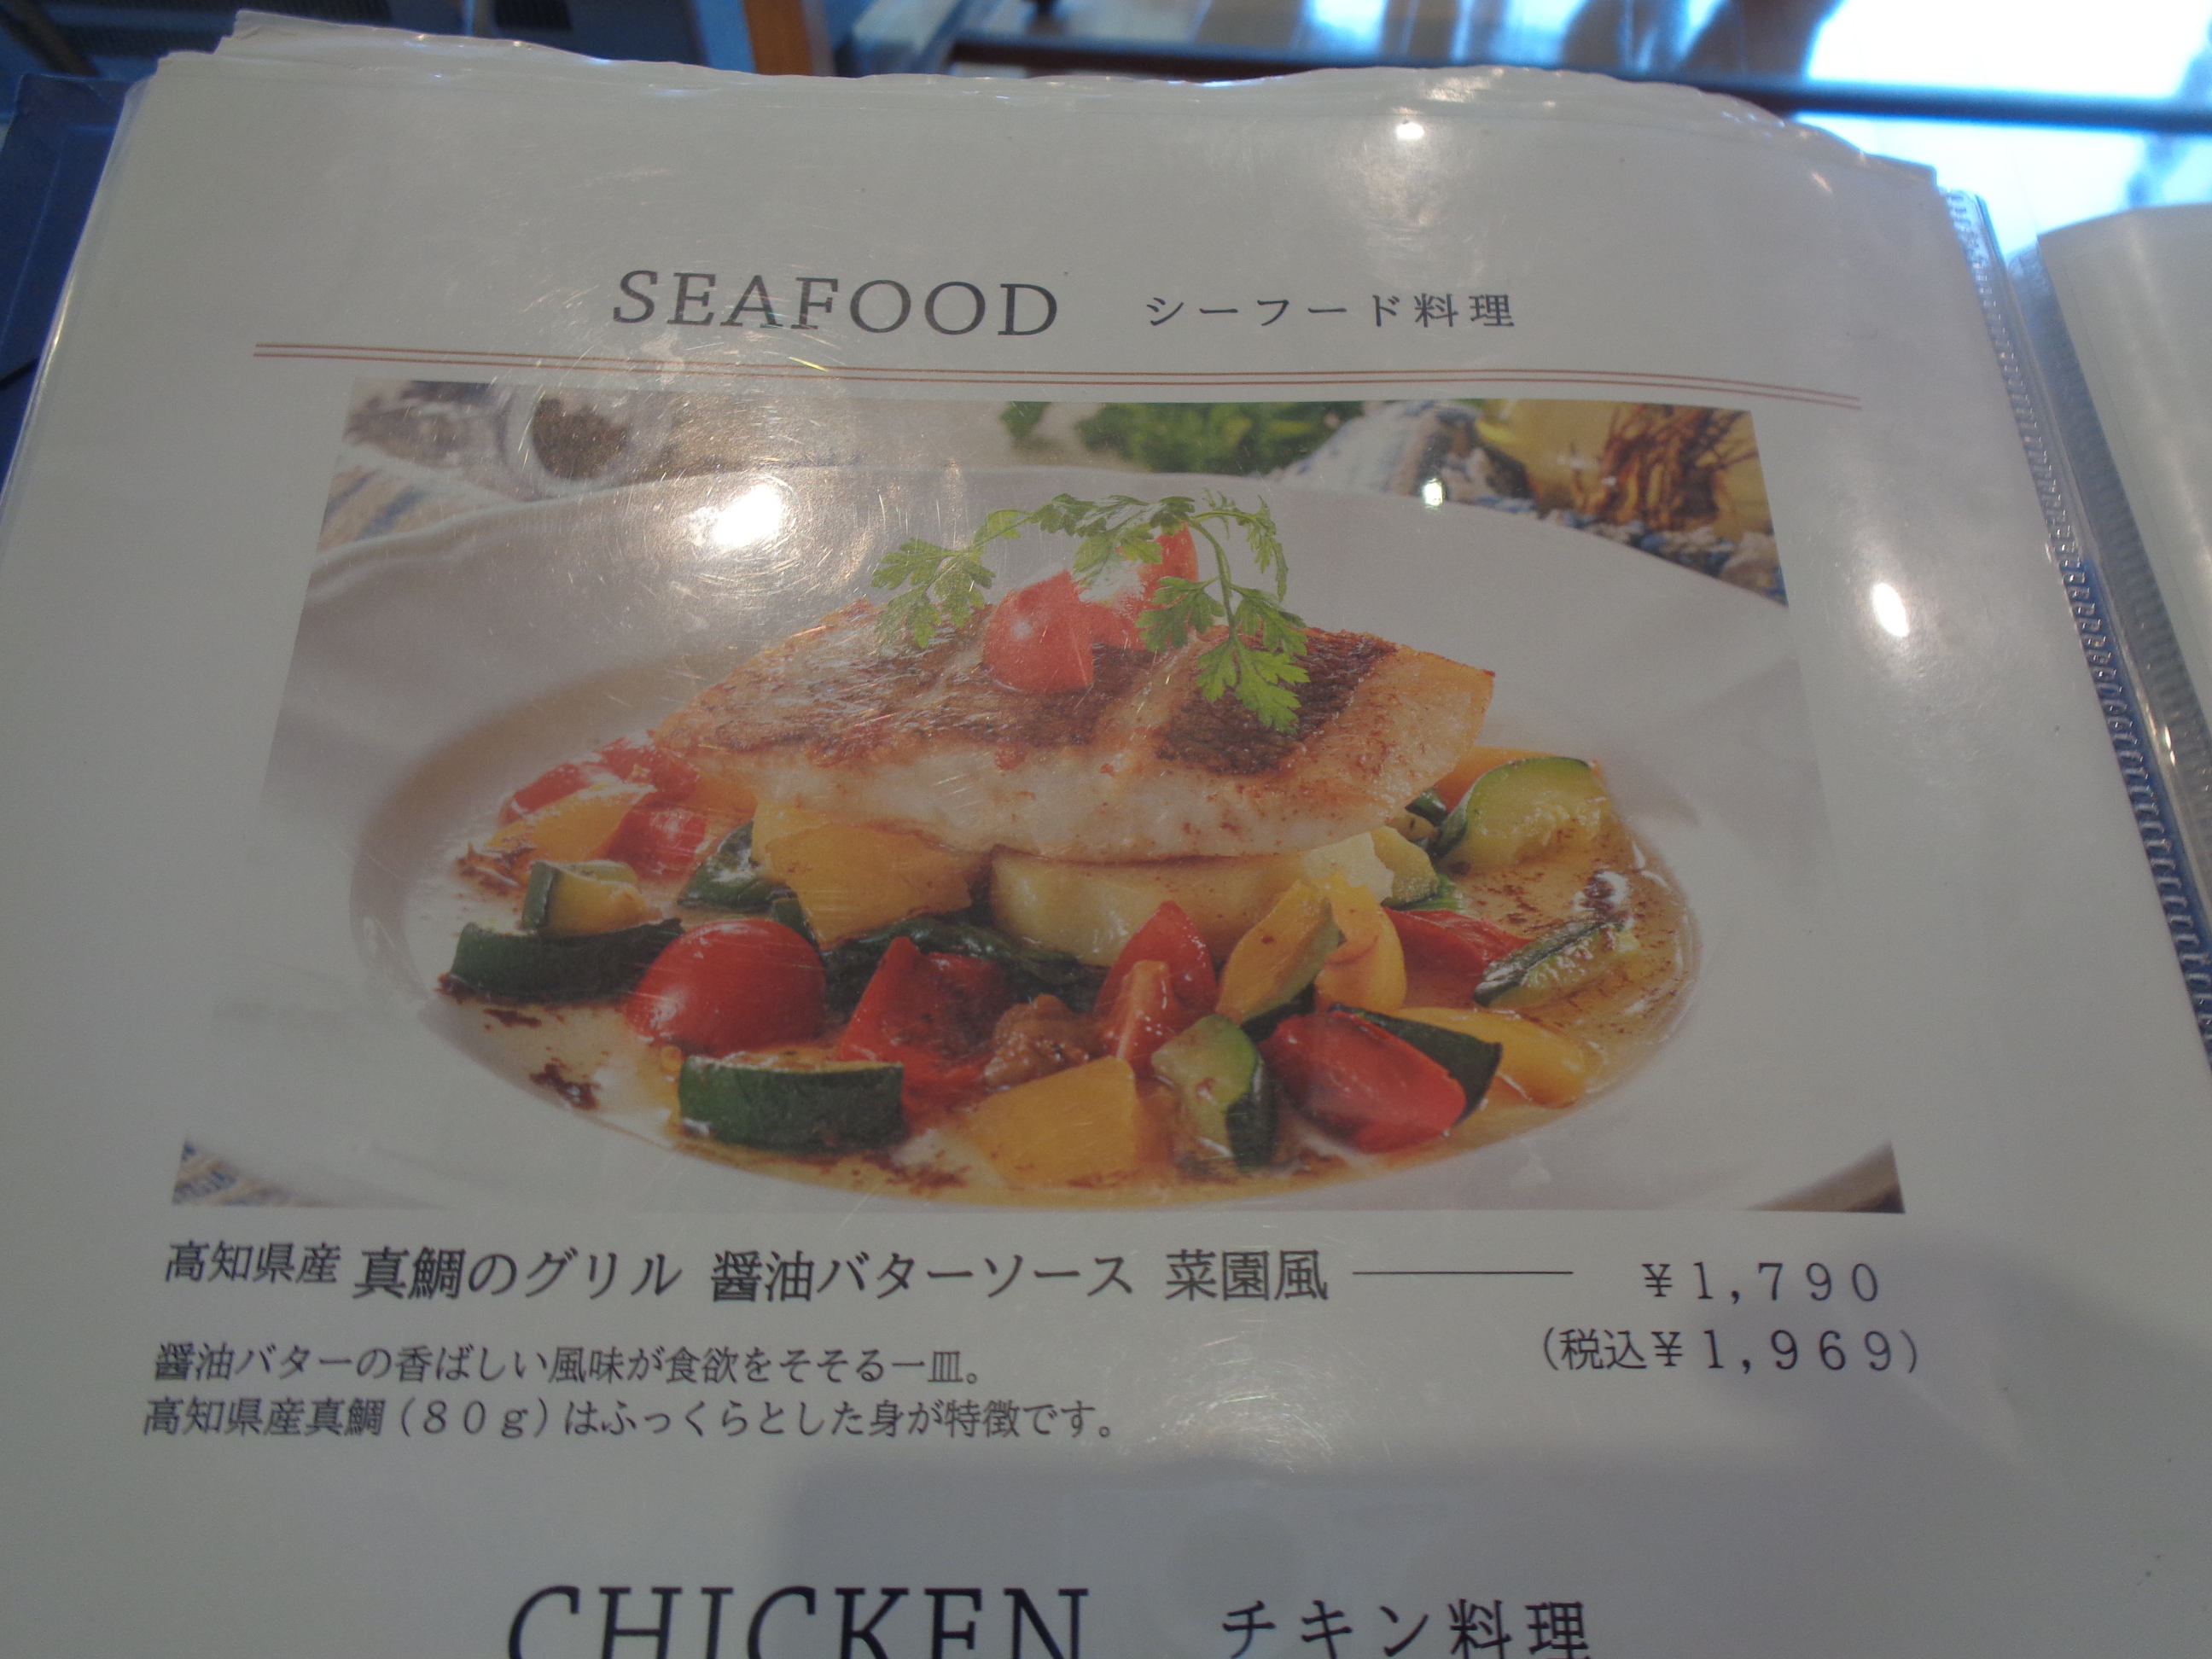 SEAFOOD シーフード料理
高知県産 真鯛のグリル 醤油バターソース 菜園風 ¥1,790
(税込¥1,969)
醤油バターの香ばしい風味が食欲をそそる一皿。
高知県産真鯛(80g)はふっくらとした身が特徴です。
CHICKEN チキン料理